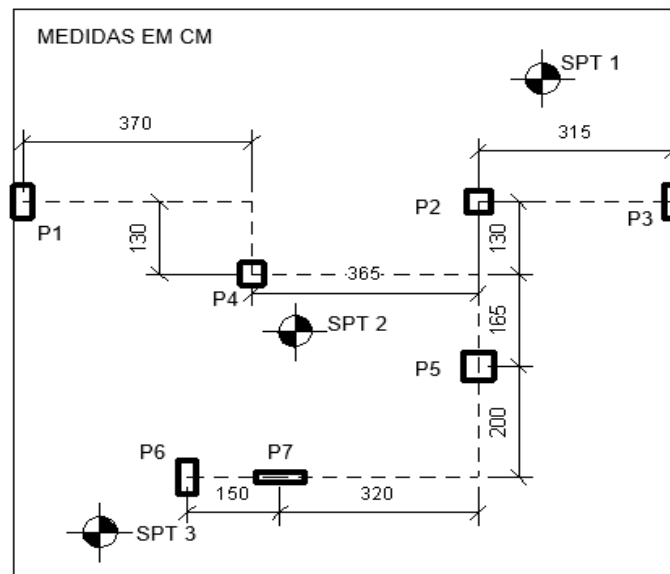 MEDIDAS EM CM
SPT 1
370
315
P1
P2
P3
130
130
P4
365
SPT 2
165
P5
200
P6
P7
150
320
SPT 3